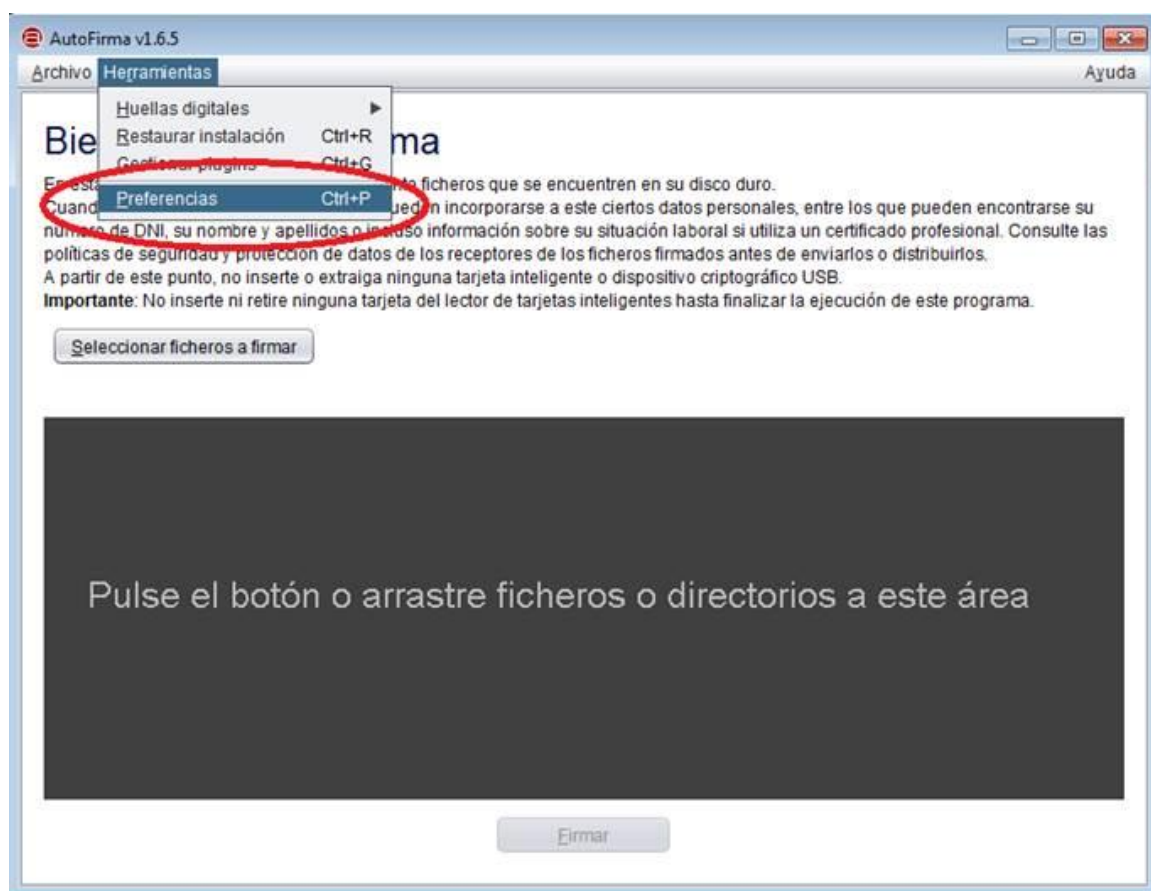 AutoFirma v1.6.5
Archivo Herramientas Ayuda
Huellas digitales
Restaurar instalación Ctrl+R
Gestionar plugins Ctrl+G
Preferencias Ctrl+P
Bie ma
En esta ficheros que se encuentren en su disco duro.
Cuand pueden incorporarse a este ciertos datos personales, entre los que pueden encontrarse su
número de DNI, su nombre y apellidos o incluso información sobre su situación laboral si utiliza un certificado profesional. Consulte las
políticas de seguridad y protección de datos de los receptores de los ficheros firmados antes de enviarlos o distribuirlos.
A partir de este punto, no inserte o extraiga ninguna tarjeta inteligente o dispositivo criptográfico USB.
Importante: No inserte ni retire ninguna tarjeta del lector de tarjetas inteligentes hasta finalizar la ejecución de este programa.
Seleccionar ficheros a firmar
Pulse el botón o arrastre ficheros o directorios a este área
Firmar